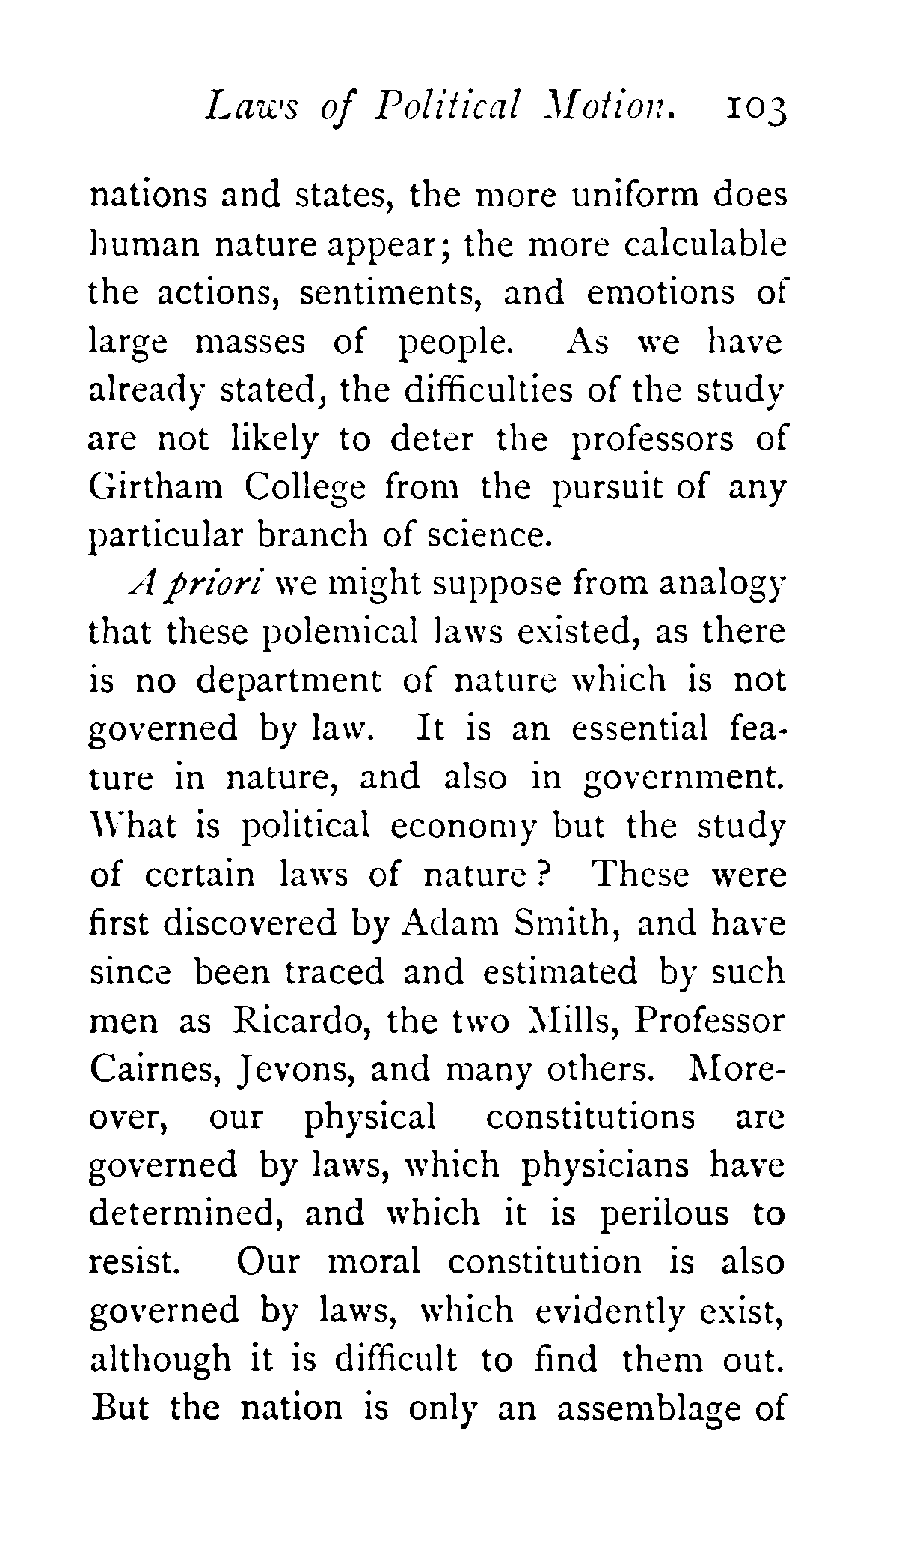 Laws of Political Motion. 103
nations and states, the more uniform does
human nature appear; the more calculable
the actions, sentiments, and emotions of
large masses of people. As we have
already stated, the difficulties of the study
are not likely to deter the professors of
Girtham College from the pursuit of any
particular branch of science.
A priori we might suppose from analogy
that these polemical laws existed, as there
is no department of nature which is not
governed by law. It is an essential fea-
ture in nature, and also in government.
What is political economy but the study
of certain laws of nature? These were
first discovered by Adam Smith, and have
since been traced and estimated by such
men as Ricardo, the two Mills, Professor
Cairnes, Jevons, and many others. More-
over, our physical constitutions are
governed by laws, which physicians have
determined, and which it is perilous to
resist. Our moral constitution is also
governed by laws, which evidently exist,
although it is difficult to find them out.
But the nation is only an assemblage of